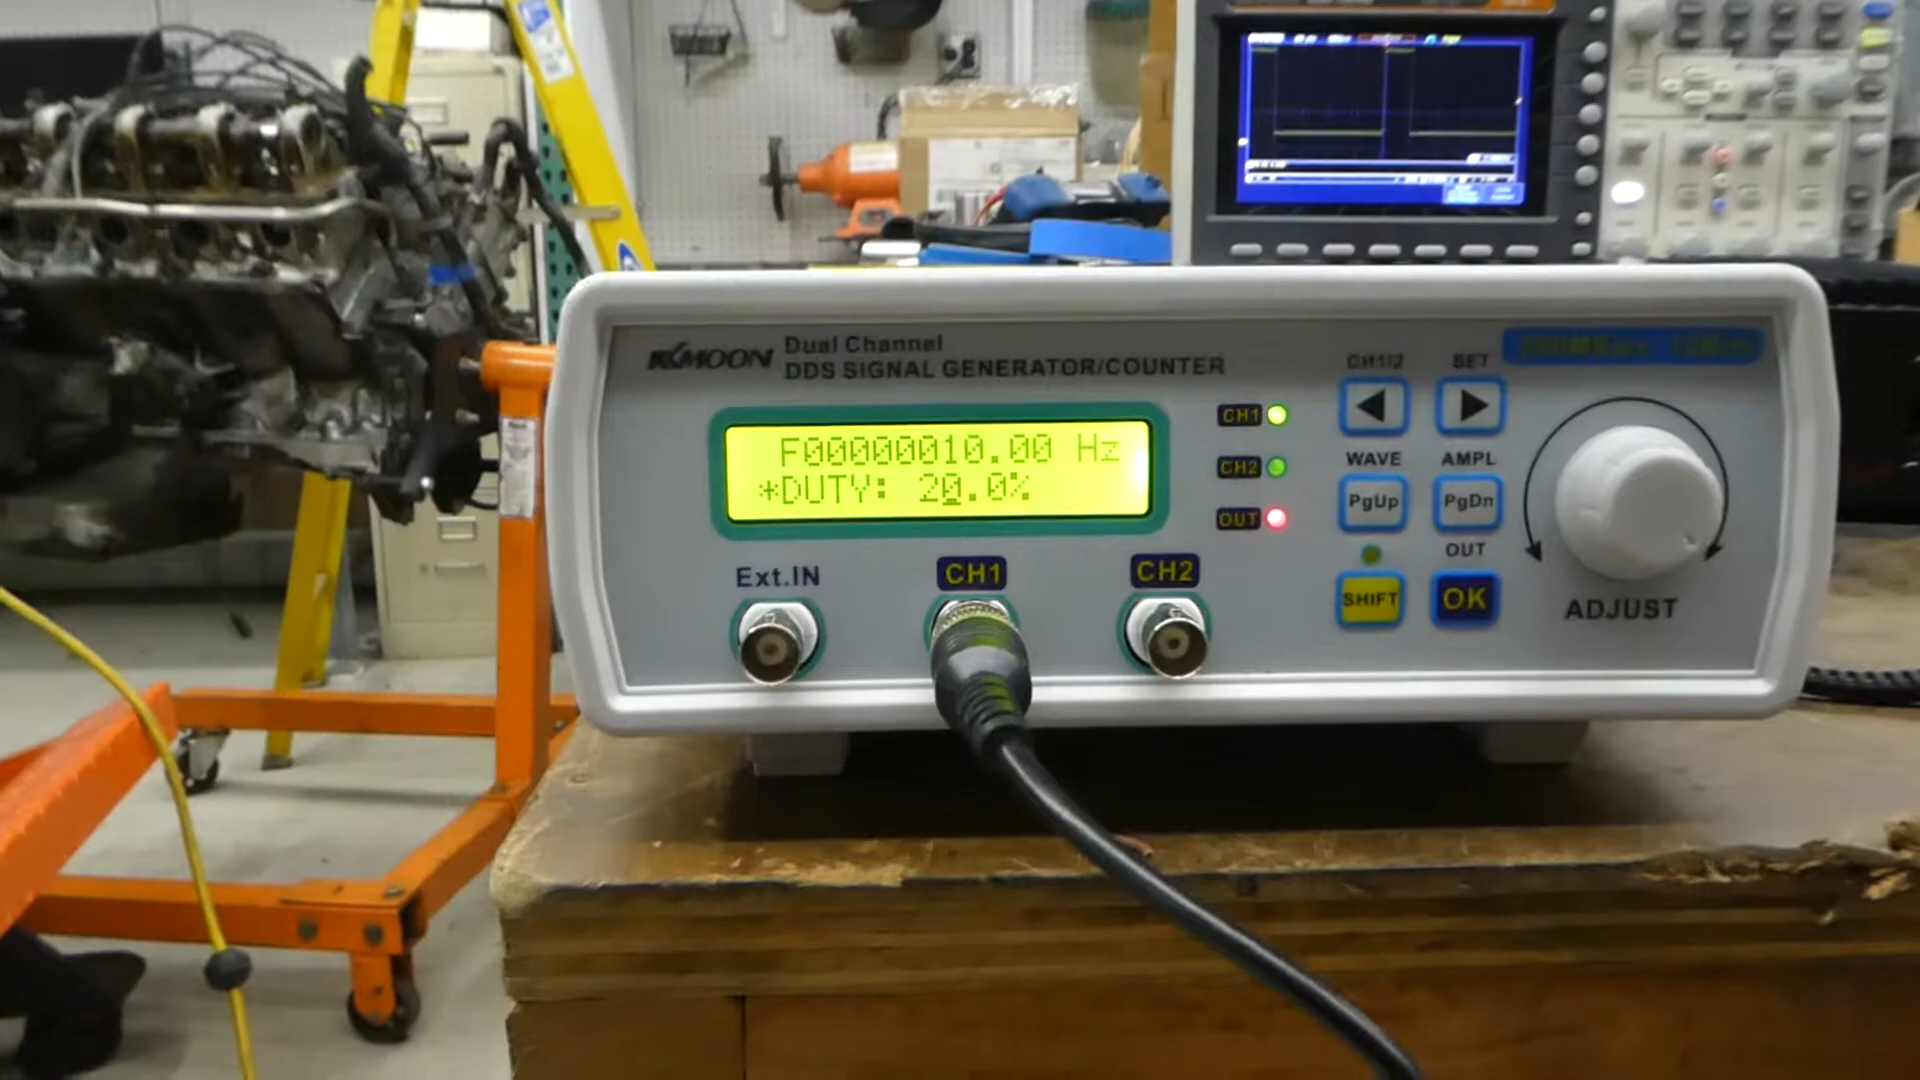 KKMOON
Dual Channel
DDS SIGNAL GENERATOR/COUNTER
F00000010.00 Hz
*DUTY: 20.0%
CH1
CH2
OUT
CH1/2
SET
WAVE
AMPL
PgUp
PgDn
OUT
SHIFT
OK
ADJUST
Ext.IN
CH1
CH2